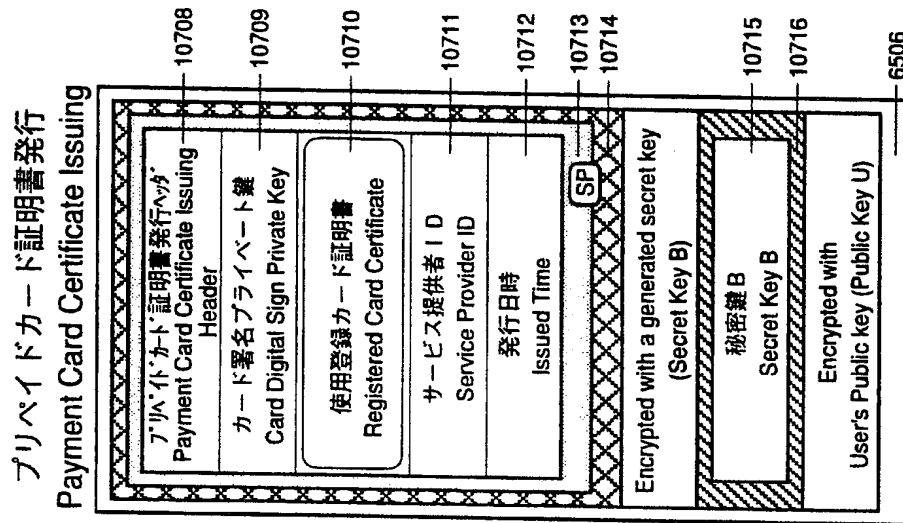 プリペイドカード証明書発行
Payment Card Certificate Issuing
プリペイドカード 証明書発行ヘッダ
Payment Card Certificate Issuing
Header
10708
カード署名プライベート鍵
Card Digital Sign Private Key
10709
使用登録カード証明書
Registered Card Certificate
10710
サービス提供者ID
Service Provider ID
10711
発行日時
Issued Time
10712
SP
10713
10714
Encrypted with a generated secret key
(Secret Key B)
秘密鍵B
Secret Key B
10715
10716
Encrypted with
User's Public key (Public Key U)
6506